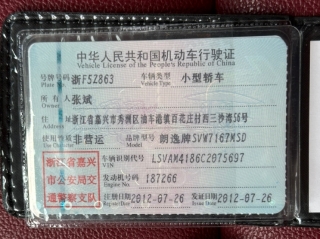 中华人民共和国机动车行驶证
Vehicle License of the People's Republic of China
号牌号码 浙F5Z863 车辆类型 小型轿车
Plate No. Vehicle Type
所有人 张斌
Owner
住址 浙江省嘉兴市秀洲区油车港镇百花庄村西三沙湾56号
Address
使用性质 非营运 品牌型号 朗逸牌SVW7167MSD
Use Character Model
浙江省嘉兴
市公安局交
通警察支队
车辆识别代号 LSVAM4186C2075697
VIN
发动机号码 187266
Engine No.
注册日期 2012-07-26 发证日期 2012-07-26
Register Date Issue Date